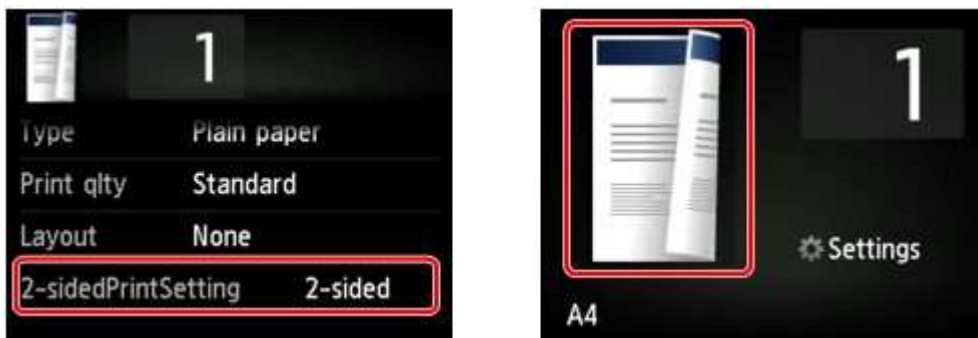 1
Type Plain paper
Print qlty Standard
Layout None
2-sidedPrintSetting 2-sided
1
Settings
A4